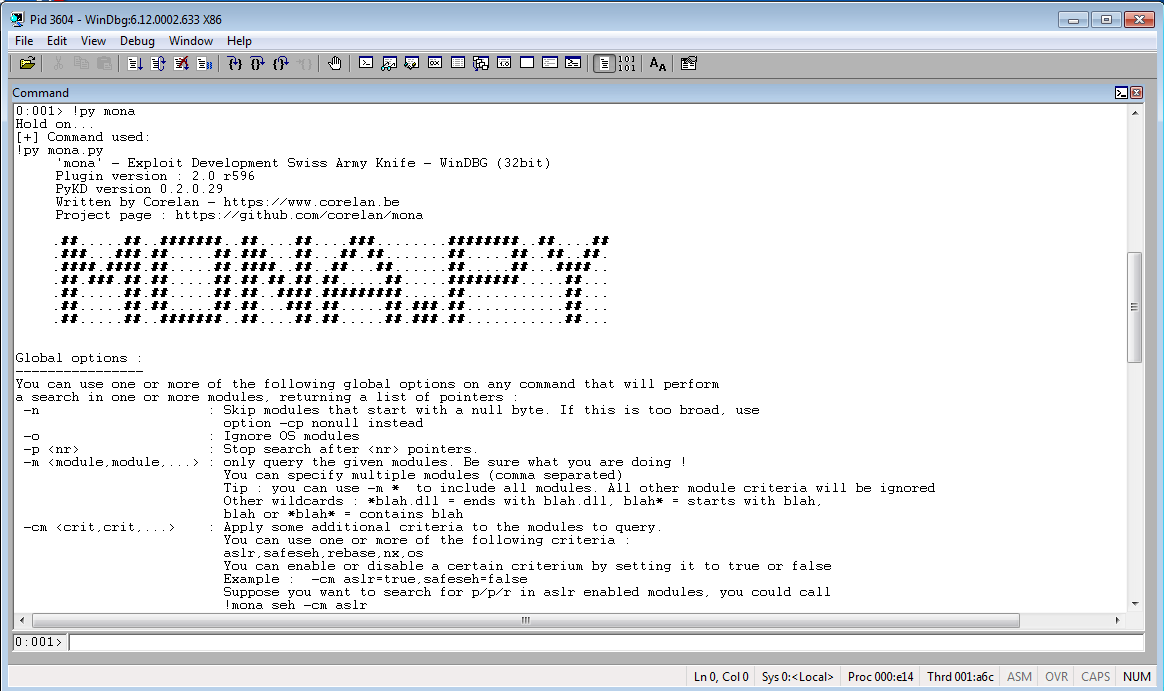 Pid 3604 - WinDbg:6.12.0002.633 X86
File Edit View Debug Window Help
Command
0:001> !py mona
Hold on...
[+] Command used:
!py mona.py
'mona' - Exploit Development Swiss Army Knife - WinDBG (32bit)
Plugin version : 2.0 r596
PyKD version 0.2.0.29
Written by Corelan - https://www.corelan.be
Project page : https://github.com/corelan/mona
MONA.PY
Global options :
----------------
You can use one or more of the following global options on any command that will perform
a search in one or more modules, returning a list of pointers :
-n : Skip modules that start with a null byte. If this is too broad, use
option -cp nonull instead
-o : Ignore OS modules
-p <nr> : Stop search after <nr> pointers.
-m <module,module,...> : only query the given modules. Be sure what you are doing !
You can specify multiple modules (comma separated)
Tip : you can use -m * to include all modules. All other module criteria will be ignored
Other wildcards : *blah.dll = ends with blah.dll, blah* = starts with blah,
blah or *blah* = contains blah
-cm <crit,crit,...> : Apply some additional criteria to the modules to query.
You can use one or more of the following criteria :
aslr,safeseh,rebase,nx,os
You can enable or disable a certain criterium by setting it to true or false
Example : -cm aslr=true,safeseh=false
Suppose you want to search for p/p/r in aslr enabled modules, you could call
!mona seh -cm aslr
0:001>
Ln 0, Col 0 Sys 0:<Local> Proc 000:e14 Thrd 001:a6c ASM OVR CAPS NUM